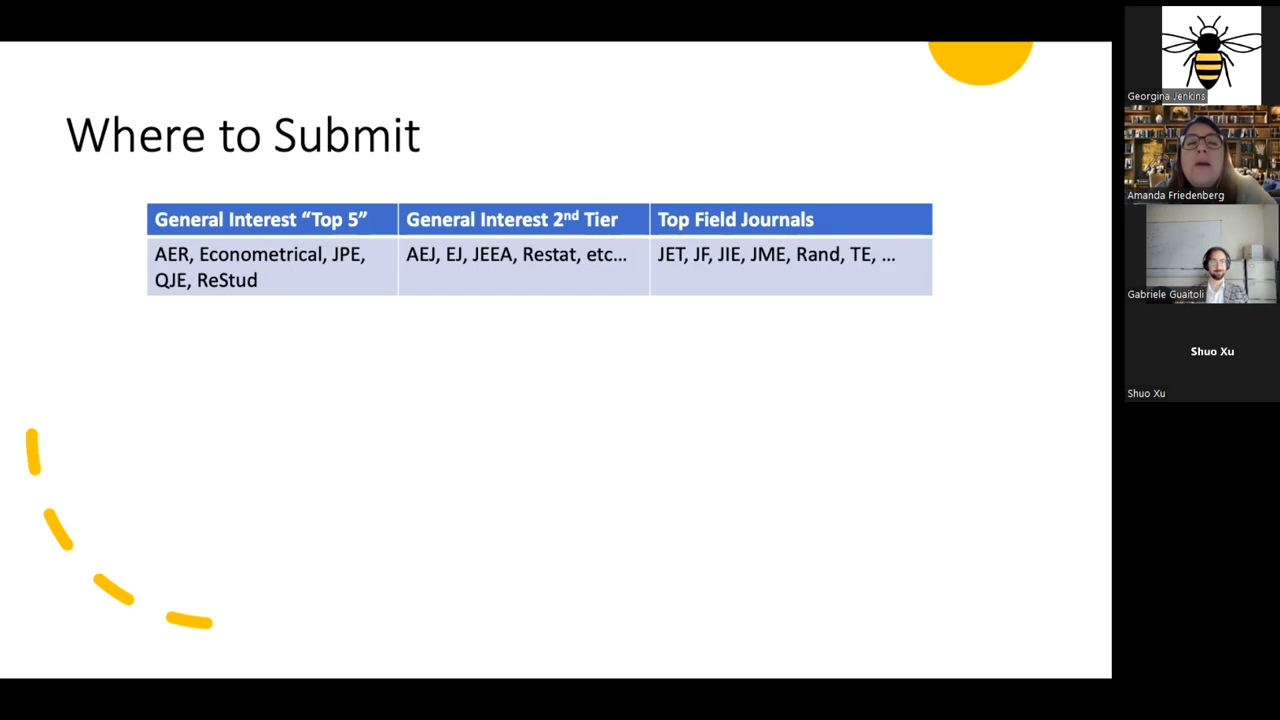 Where to Submit
General Interest “Top 5”
General Interest 2nd Tier
Top Field Journals
AER, Econometrical, JPE,
QJE, ReStud
AEJ, EJ, JEEA, Restat, etc...
JET, JF, JIE, JME, Rand, TE, ...
Georgina Jenkins
Amanda Friedenberg
Gabriele Guaitoli
Shuo Xu
Shuo Xu